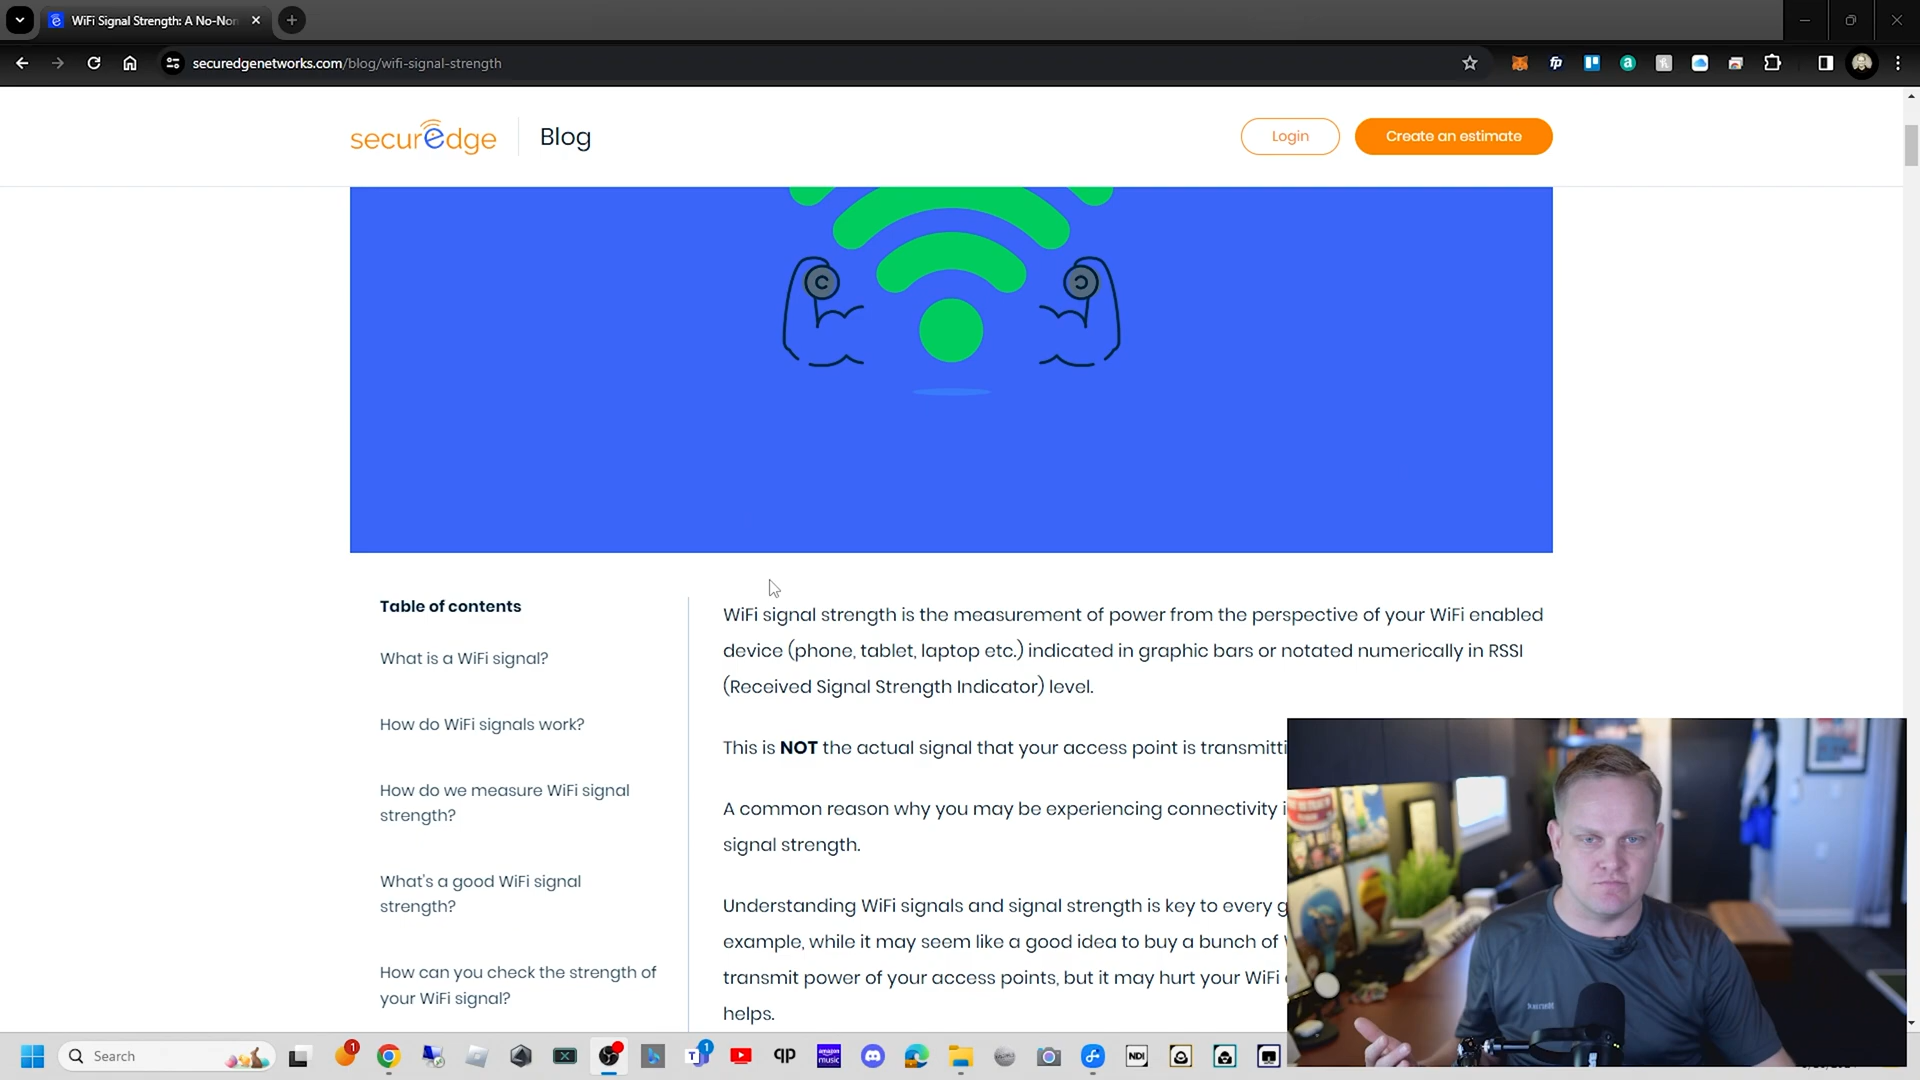 WiFi Signal Strength: A No-Non
securedgenetworks.com/blog/wifi-signal-strength
securedge
Blog
Login
Create an estimate
Table of contents
What is a WiFi signal?
How do WiFi signals work?
How do we measure WiFi signal
strength?
What's a good WiFi signal
strength?
How can you check the strength of
your WiFi signal?
WiFi signal strength is the measurement of power from the perspective of your WiFi enabled
device (phone, tablet, laptop etc.) indicated in graphic bars or notated numerically in RSSI
(Received Signal Strength Indicator) level.
This is NOT the actual signal that your access point is transmitti
A common reason why you may be experiencing connectivity i
signal strength.
Understanding WiFi signals and signal strength is key to every g
example, while it may seem like a good idea to buy a bunch of
transmit power of your access points, but it may hurt your WiFi
helps.
Search
1
1
NDI